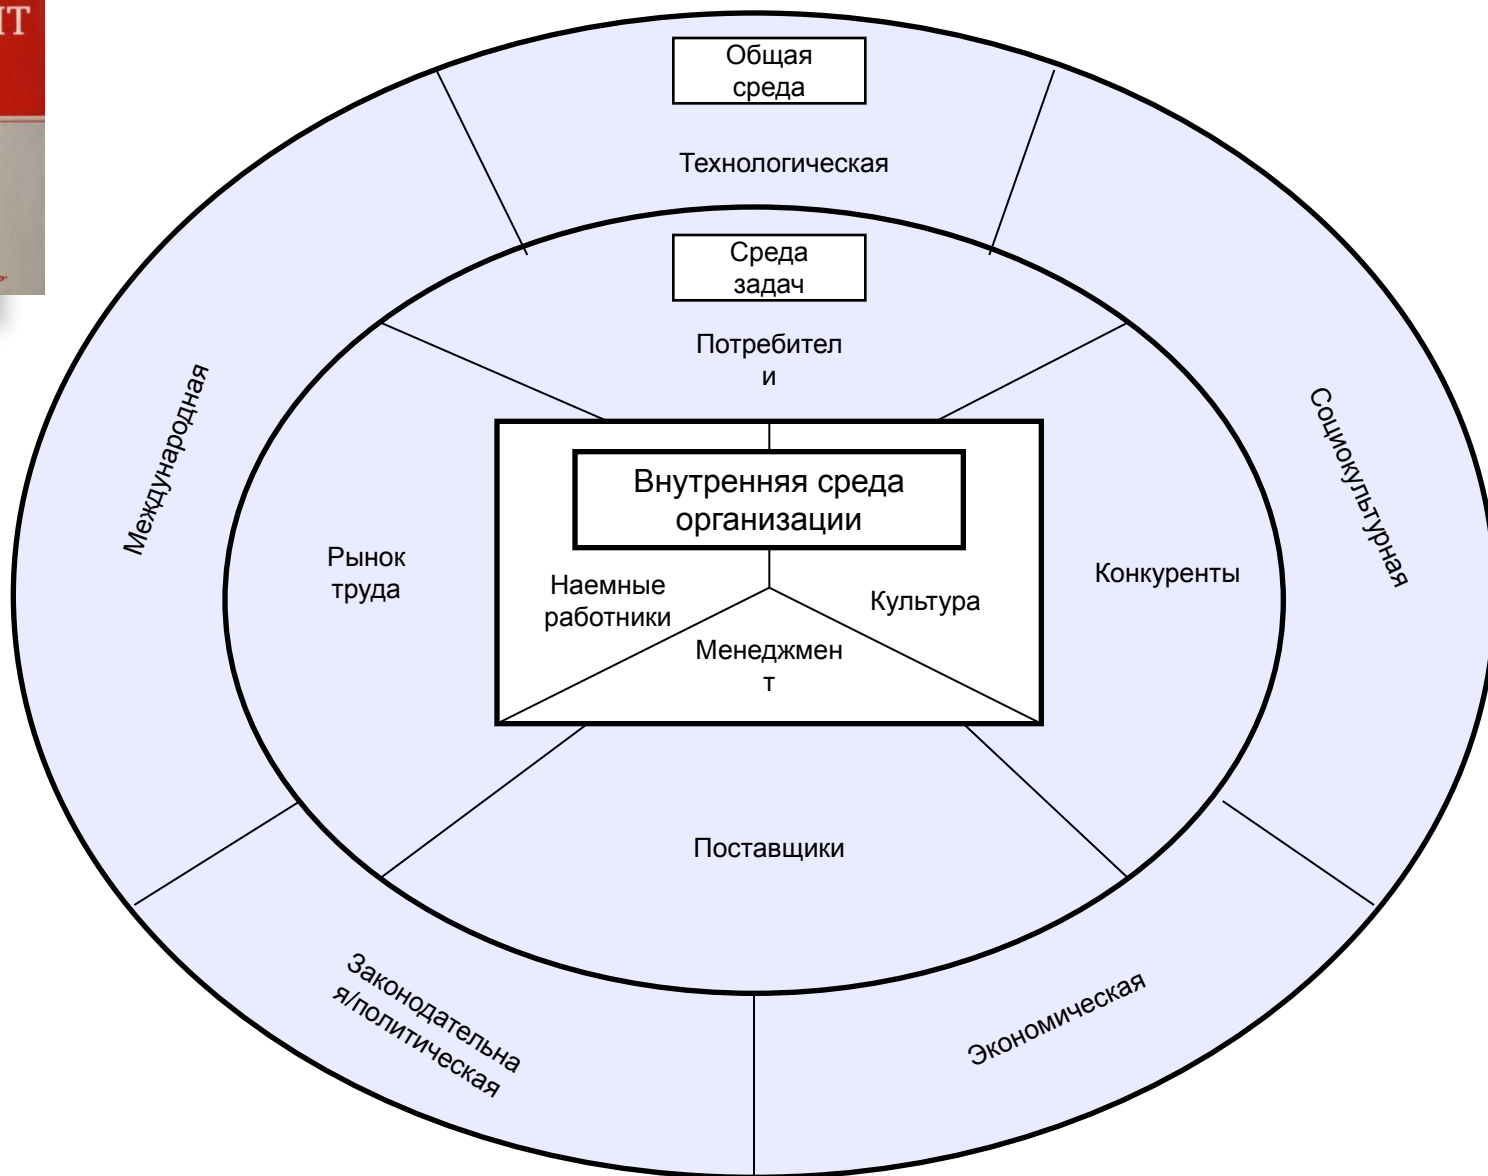 Общая
среда
Технологическая
Среда
задач
Потребител
и
Международная
Социокультурная
Внутренняя среда
организации
Рынок
труда
Наемные
работники
Культура
Конкуренты
Менеджмен
т
Поставщики
Законодательна
я/политическая
Экономическая